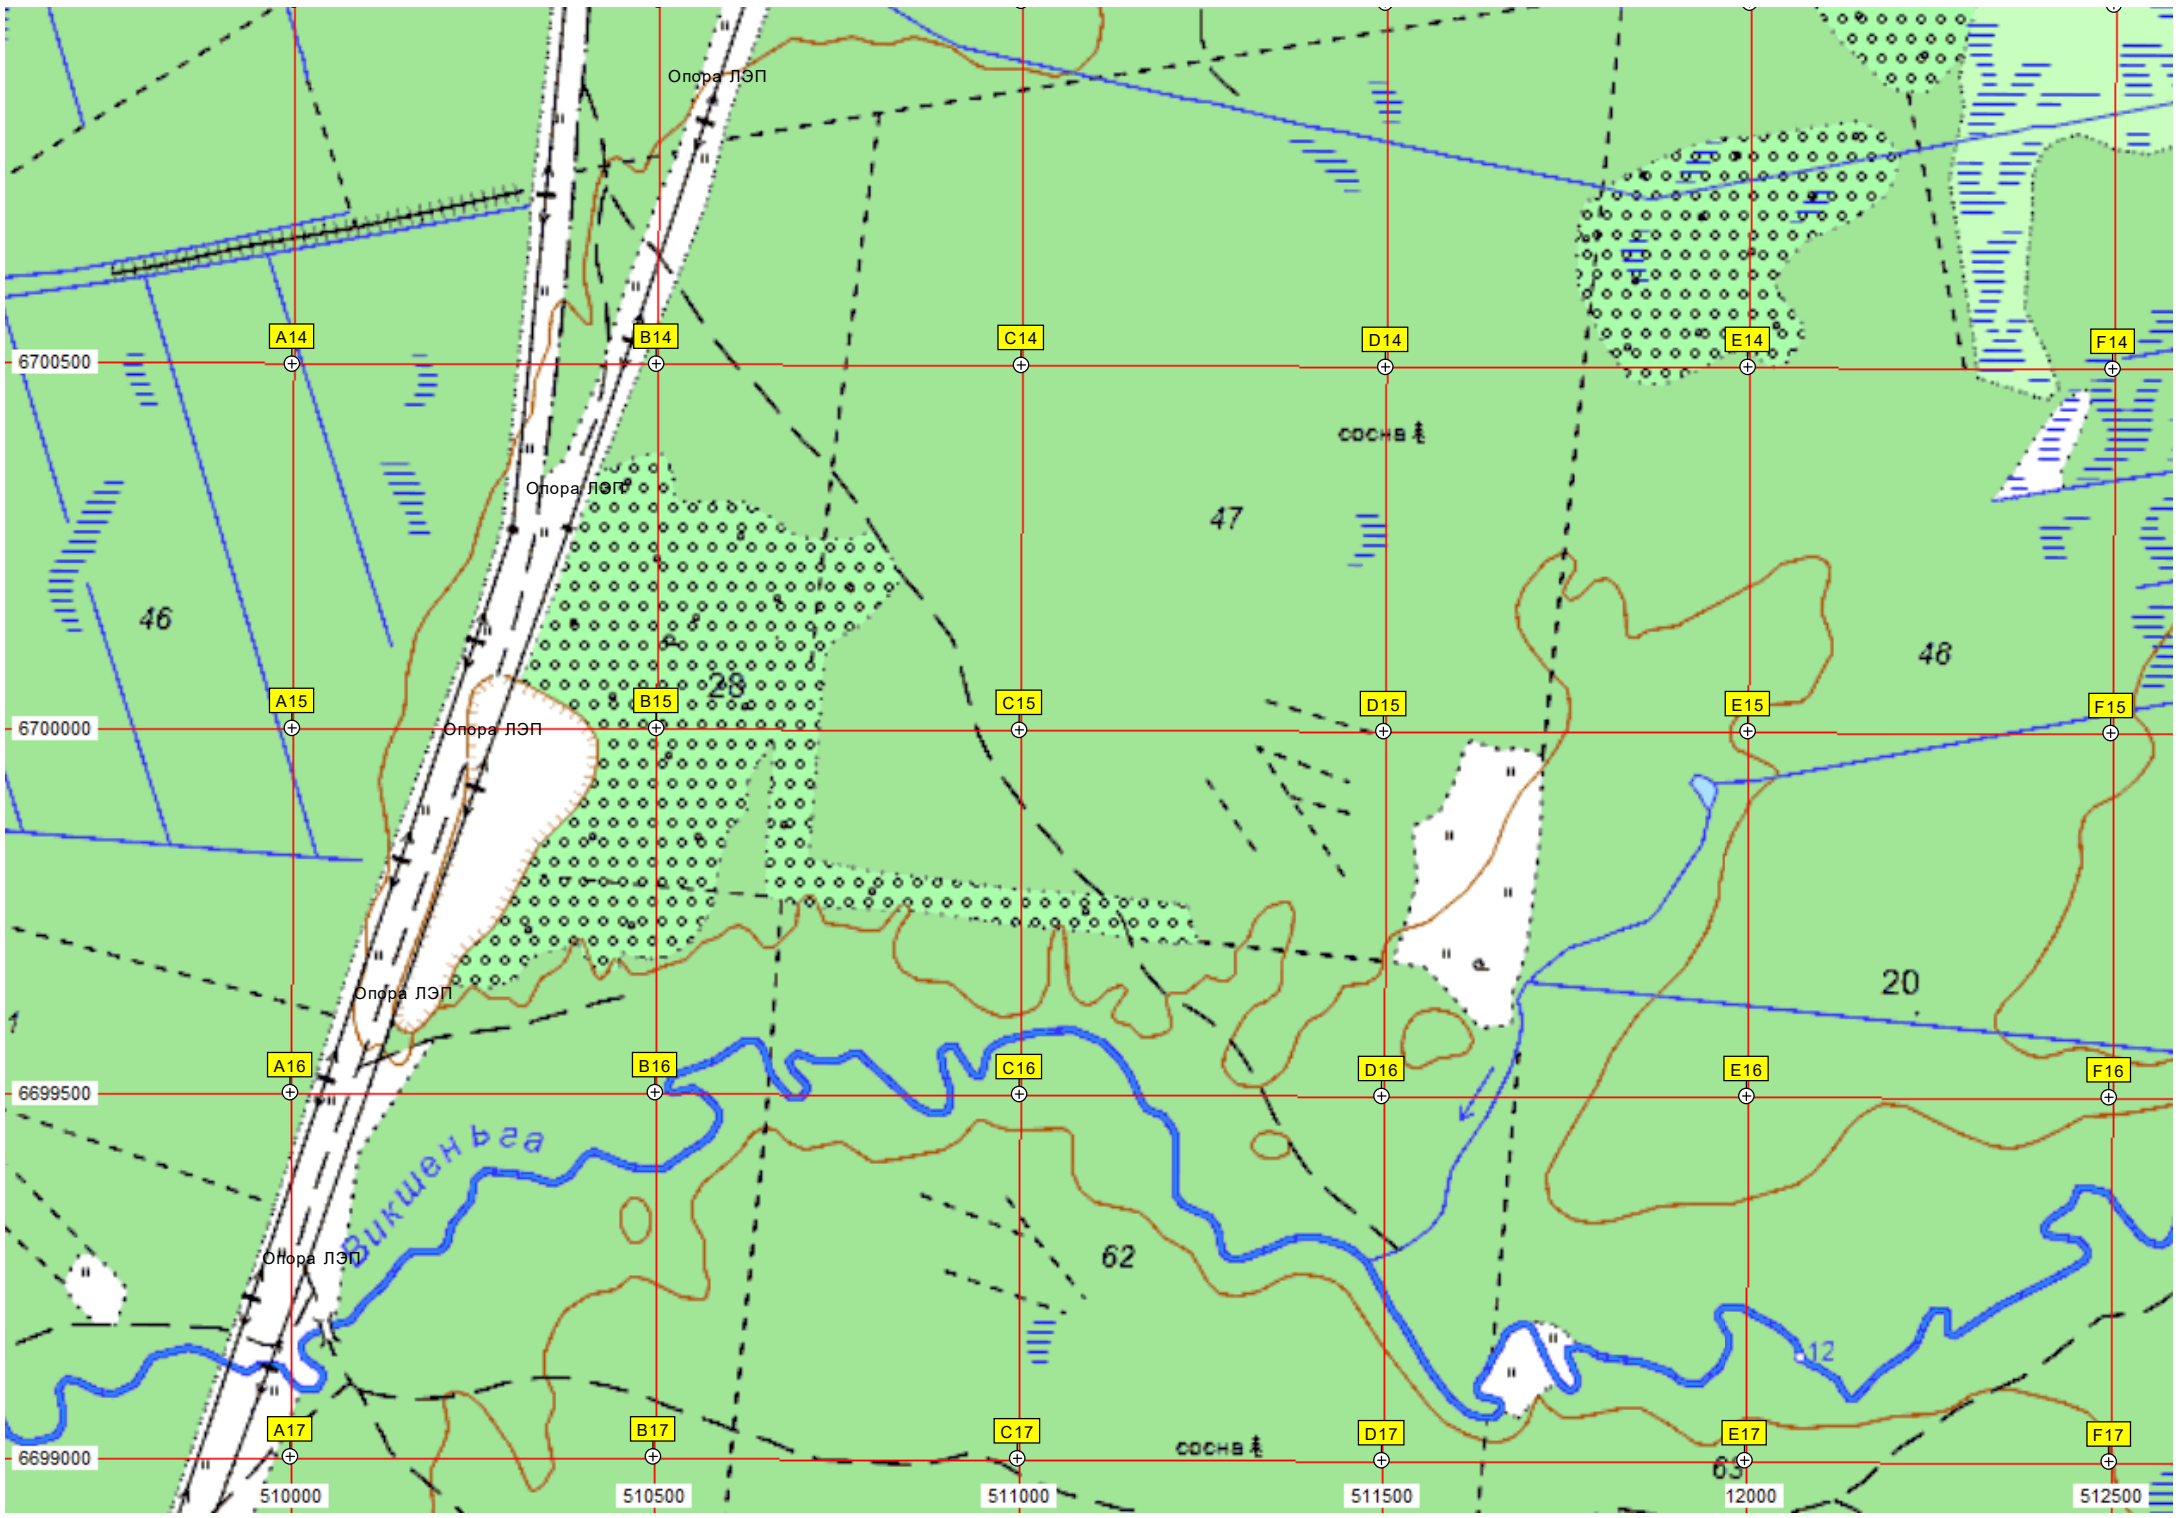 Опора ЛЭП
A14 B14 C14 D14 E14 F14
6700500
сосна
Опора ЛЭП
47
46
48
28
A15 B15 C15 D15 E15 F15
6700000
Опора ЛЭП
20
Опора ЛЭП
1
A16 B16 C16 D16 E16 F16
6699500
Викшеньга
62
Опора ЛЭП
12
A17 B17 C17 D17 E17 F17
сосна
6699000
63
510000 510500 511000 511500 12000 512500